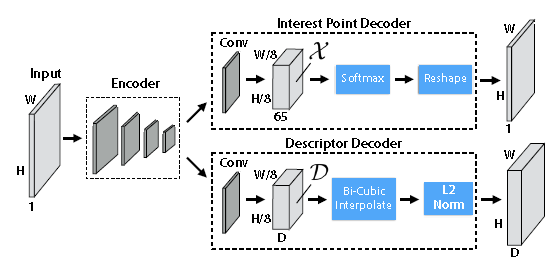 Interest Point Decoder
Conv
W/8
𝒳
W
Input
Encoder
W
H/8
Softmax
Reshape
H
65
1
Descriptor Decoder
Conv
W/8
𝒟
W
H
1
H/8
Bi-Cubic
Interpolate
L2
Norm
H
D
D